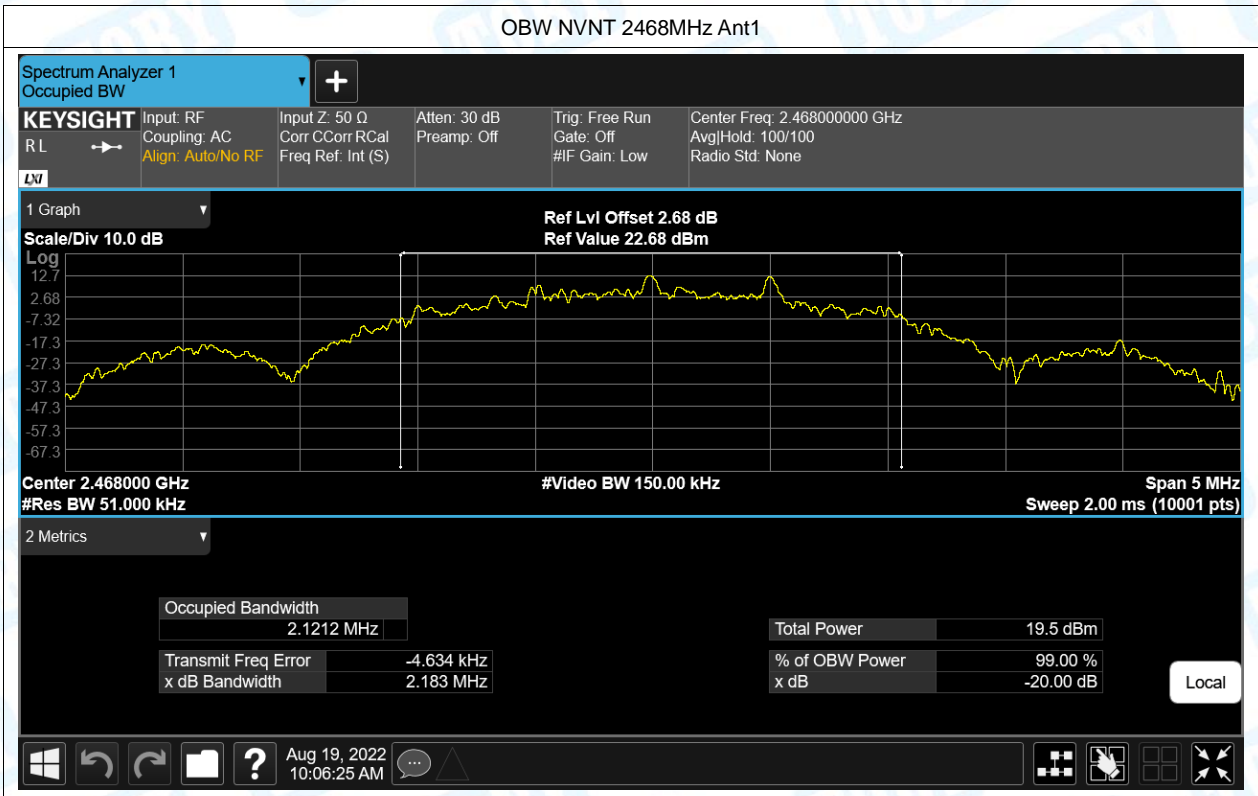 OBW NVNT 2468MHz Ant1
Spectrum Analyzer 1
Occupied BW
KEYSIGHT
R L
LXI
Input: RF
Coupling: AC
Align: Auto/No RF
Input Z: 50 Ω
Corr CCorr RCal
Freq Ref: Int (S)
Atten: 30 dB
Preamp: Off
Trig: Free Run
Gate: Off
#IF Gain: Low
Center Freq: 2.468000000 GHz
Avg|Hold: 100/100
Radio Std: None
1 Graph
Scale/Div 10.0 dB
Ref Lvl Offset 2.68 dB
Ref Value 22.68 dBm
Log
12.7
2.68
-7.32
-17.3
-27.3
-37.3
-47.3
-57.3
-67.3
Center 2.468000 GHz
#Video BW 150.00 kHz
Span 5 MHz
#Res BW 51.000 kHz
Sweep 2.00 ms (10001 pts)
2 Metrics
Occupied Bandwidth
2.1212 MHz
Total Power 19.5 dBm
Transmit Freq Error -4.634 kHz
% of OBW Power 99.00 %
x dB Bandwidth 2.183 MHz
x dB -20.00 dB
Local
?
Aug 19, 2022
10:06:25 AM